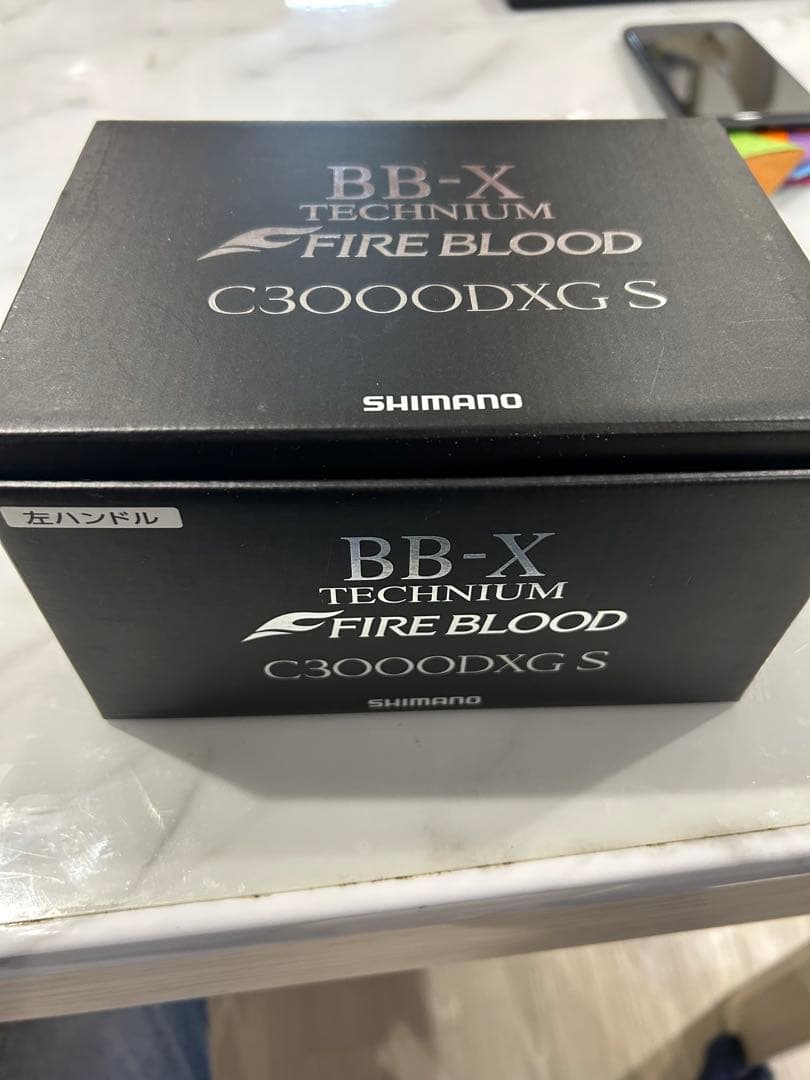 BB-X
TECHNIUM
FIRE BLOOD
C3000DXG S
SHIMANO
左ハンドル
BB-X
TECHNIUM
FIRE BLOOD
C3000DXG S
SHIMANO